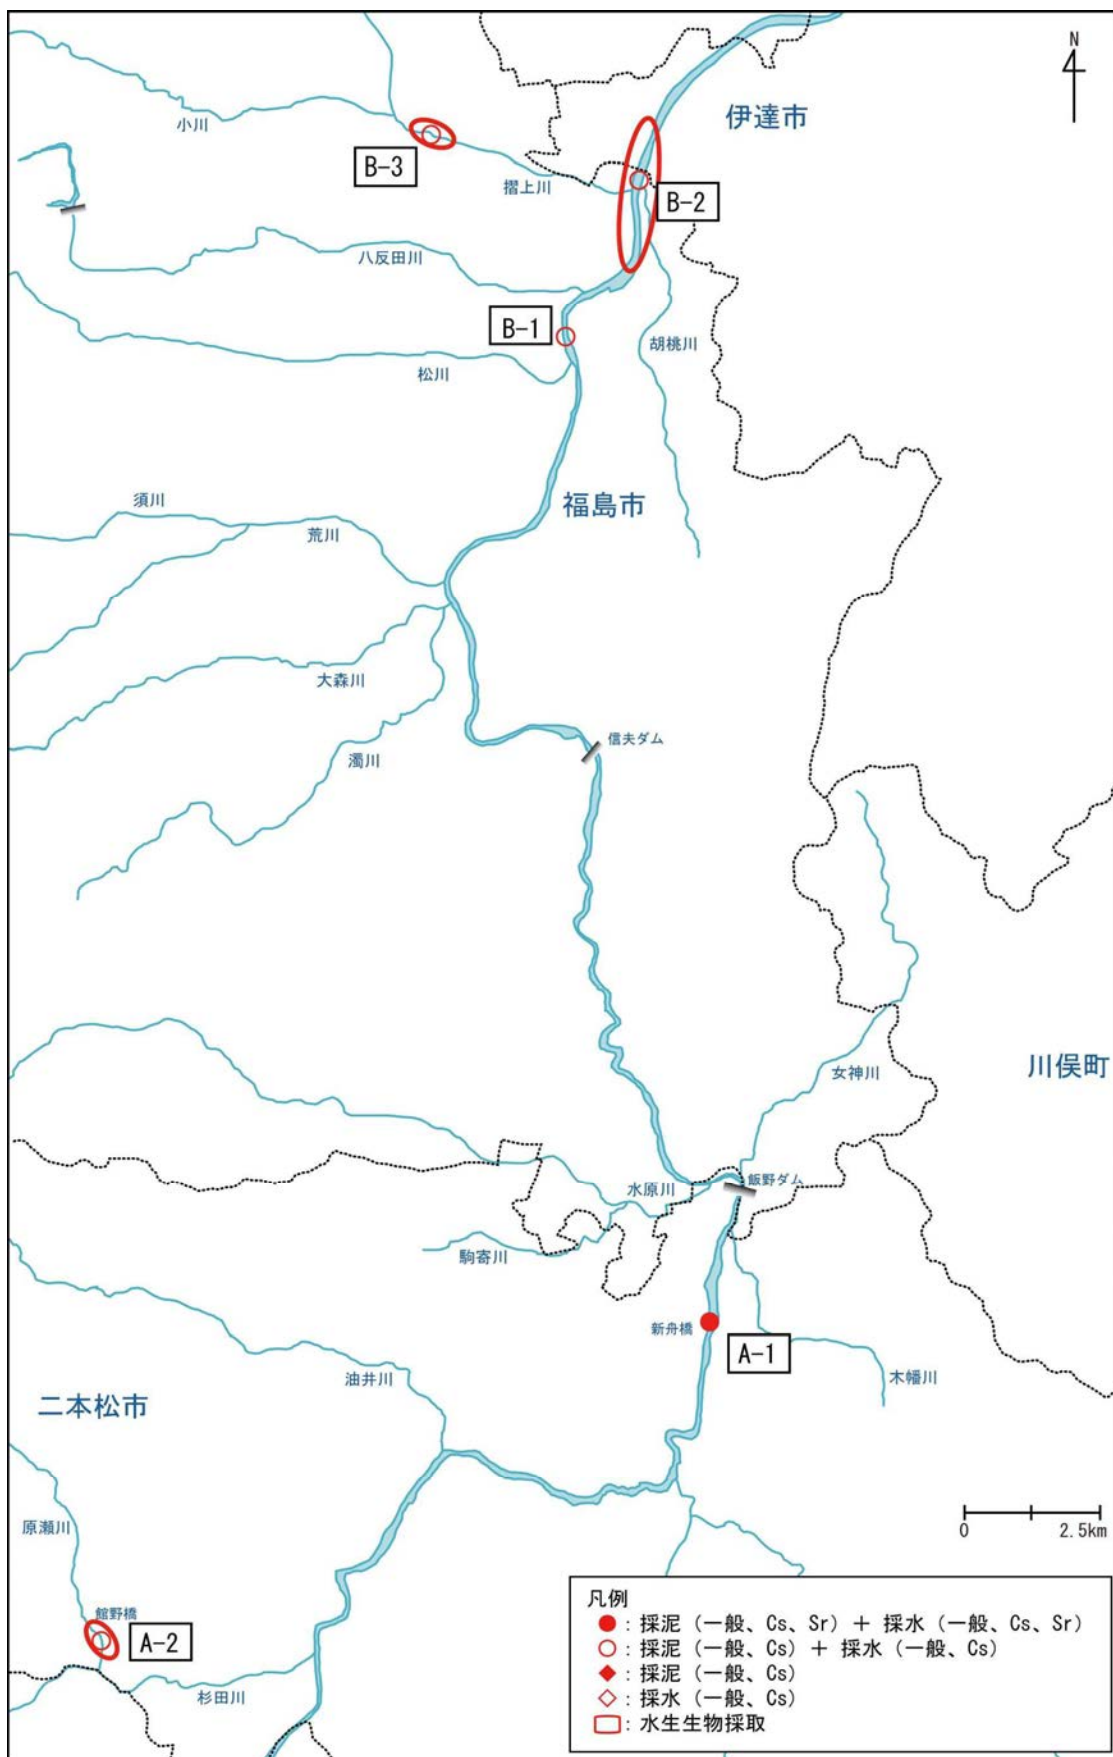 N
伊達市
小川
B-3
摺上川
B-2
八反田川
B-1
胡桃川
松川
須川
福島市
荒川
大森川
信夫ダム
濁川
川俣町
女神川
飯野ダム
水原川
駒寄川
新舟橋
A-1
油井川
木幡川
二本松市
原瀬川
0 2.5km
館野橋
A-2
杉田川
凡例
: 採泥（一般、Cs、Sr）＋ 採水（一般、Cs、Sr）
: 採泥（一般、Cs）＋ 採水（一般、Cs）
: 採泥（一般、Cs）
: 採水（一般、Cs）
: 水生生物採取